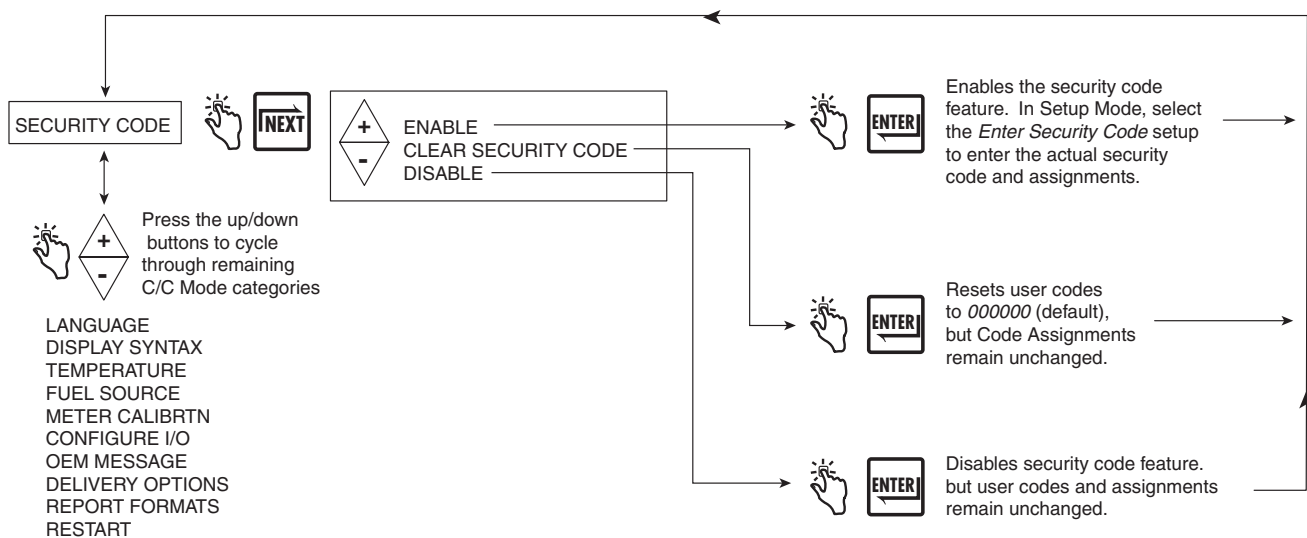 SECURITY CODE
NEXT
+
-
ENABLE
CLEAR SECURITY CODE
DISABLE
ENTER
Enables the security code
feature. In Setup Mode, select
the Enter Security Code setup
to enter the actual security
code and assignments.
+
-
Press the up/down
buttons to cycle
through remaining
C/C Mode categories
LANGUAGE
DISPLAY SYNTAX
TEMPERATURE
FUEL SOURCE
METER CALIBRTN
CONFIGURE I/O
OEM MESSAGE
DELIVERY OPTIONS
REPORT FORMATS
RESTART
ENTER
Resets user codes
to 000000 (default),
but Code Assignments
remain unchanged.
ENTER
Disables security code feature.
but user codes and assignments
remain unchanged.